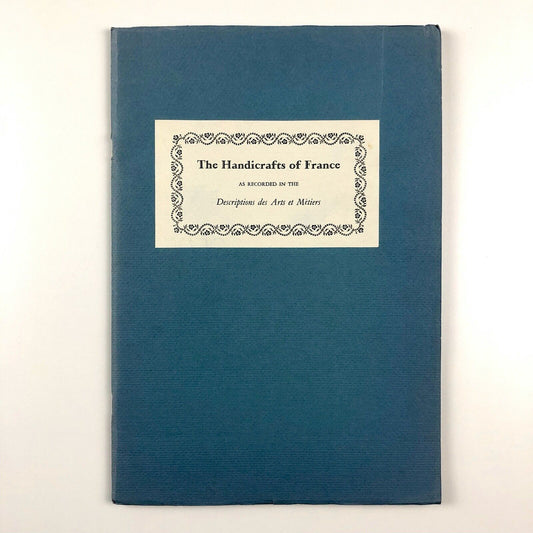 The Handicrafts of France
AS RECORDED IN THE
Descriptions des Arts et Métiers